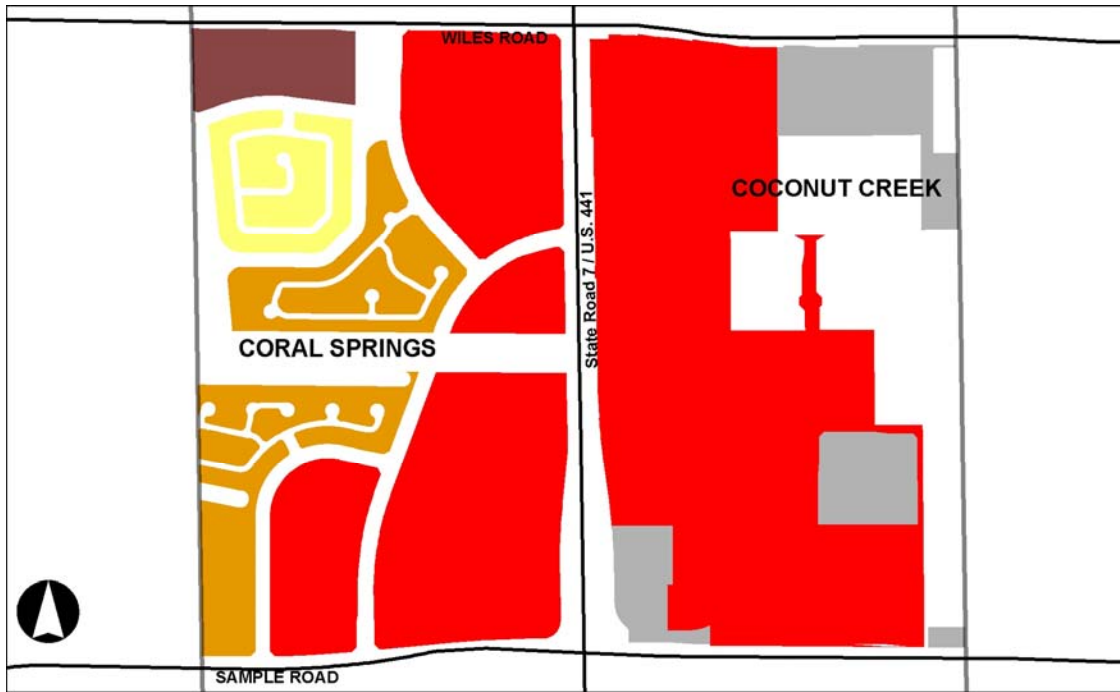 WILES ROAD
COCONUT CREEK
State Road 7 / U.S. 441
CORAL SPRINGS
SAMPLE ROAD